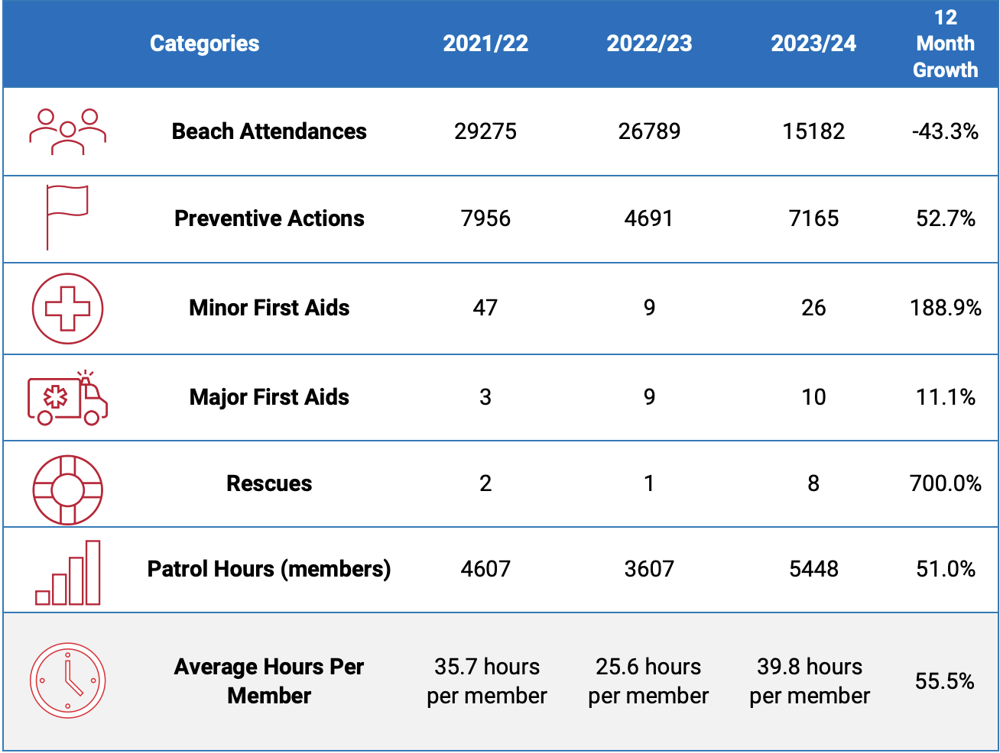 Categories 2021/22 2022/23 2023/24 12 Month Growth
Beach Attendances 29275 26789 15182 -43.3%
Preventive Actions 7956 4691 7165 52.7%
Minor First Aids 47 9 26 188.9%
Major First Aids 3 9 10 11.1%
Rescues 2 1 8 700.0%
Patrol Hours (members) 4607 3607 5448 51.0%
Average Hours Per Member 35.7 hours per member 25.6 hours per member 39.8 hours per member 55.5%